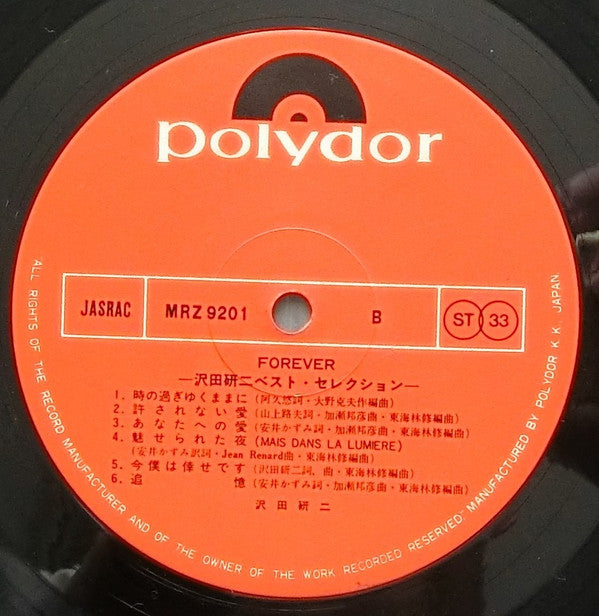 polydor
JASRAC MRZ 9201 B ST 33
FOREVER
—沢田研二ベスト・セレクション—
1. 時の過ぎゆくままに (阿久悠詞・大野克夫作編曲)
2. 許されない愛 (山上路夫詞・加瀬邦彦曲・東海林修編曲)
3. あなたへの愛 (安井かずみ詞・加瀬邦彦曲・東海林修編曲)
4. 魅せられた夜 (MAIS DANS LA LUMIERE)
(安井かずみ訳詞・Jean Renard曲・東海林修編曲)
5. 今僕は倖せです (沢田研二詞、曲・東海林修編曲)
6. 追憶 (安井かずみ詞・加瀬邦彦曲・東海林修編曲)
沢田研二
ALL RIGHTS OF THE RECORD MANUFACTURER AND OF THE OWNER OF THE WORK RECORDED RESERVED· MANUFACTURED BY POLYDOR K.K. JAPAN